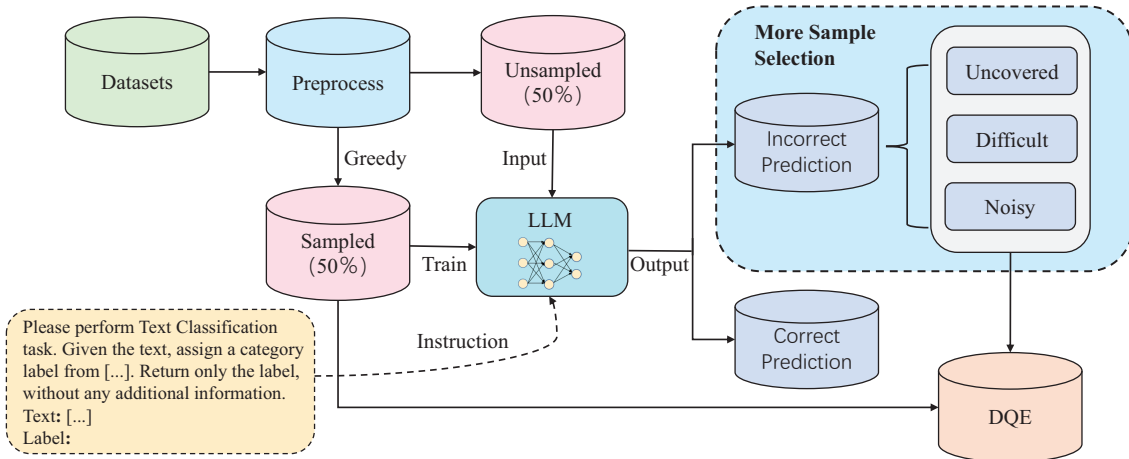 Datasets
Preprocess
Unsampled
(50%)
More Sample
Selection
Uncovered
Difficult
Noisy
Incorrect
Prediction
Greedy
Input
Sampled
(50%)
Train
LLM
Output
Correct
Prediction
Instruction
Please perform Text Classification
task. Given the text, assign a category
label from [...]. Return only the label,
without any additional information.
Text: [...]
Label:
DQE